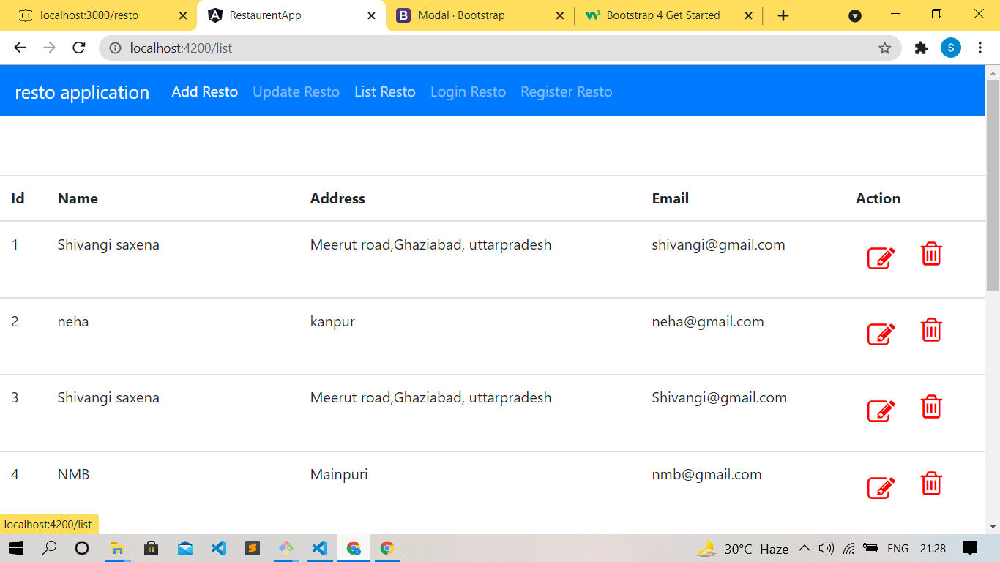 localhost:3000/resto RestaurentApp Modal · Bootstrap Bootstrap 4 Get Started
localhost:4200/list S
resto application Add Resto Update Resto List Resto Login Resto Register Resto
Id Name Address Email Action
1 Shivangi saxena Meerut road,Ghaziabad, uttarpradesh shivangi@gmail.com
2 neha kanpur neha@gmail.com
3 Shivangi saxena Meerut road,Ghaziabad, uttarpradesh Shivangi@gmail.com
4 NMB Mainpuri nmb@gmail.com
localhost:4200/list
30°C Haze ENG 21:28